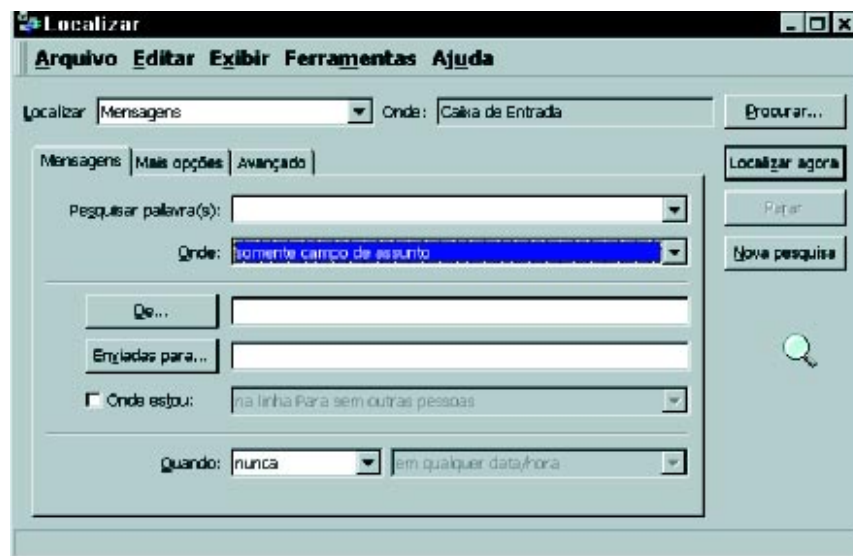 Localizar
Arquivo Editar Exibir Ferramentas Ajuda
Localizar Mensagens Onde: Caixa de Entrada Procurar...
Mensagens Mais opções Avançado Localizar agora
Pesquisar palavra(s): Parar
Onde: somente campo de assunto Nova pesquisa
De...
Enviadas para...
Onde estou: na linha Para sem outras pessoas
Quando: nunca em qualquer data/hora